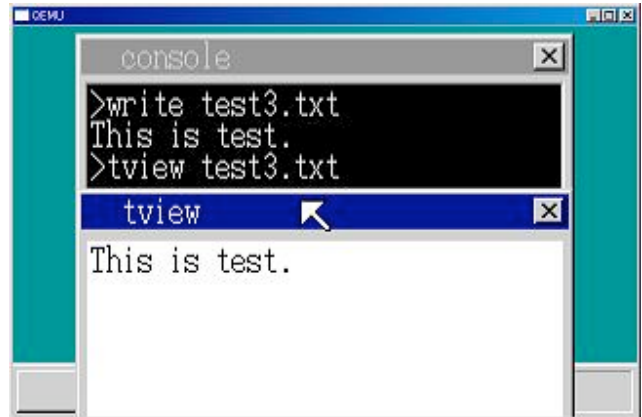 QEMU
console
>write test3.txt
This is test.
>tview test3.txt
tview
This is test.